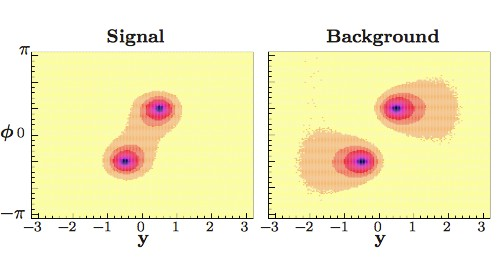 Signal Background
π
ϕ 0
−π
−3 −2 −1 0 1 2 3 −3 −2 −1 0 1 2 3
y y